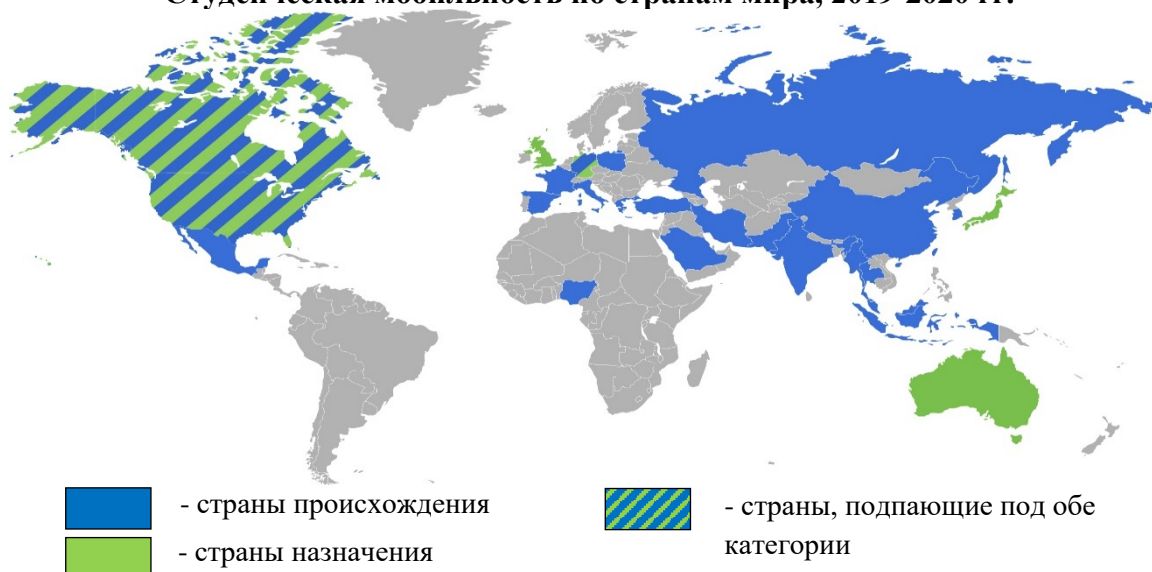 Студенческая мобильность по странам мира, 2019-2020 гг.
- страны происхождения
- страны назначения
- страны, подпающие под обе
категории